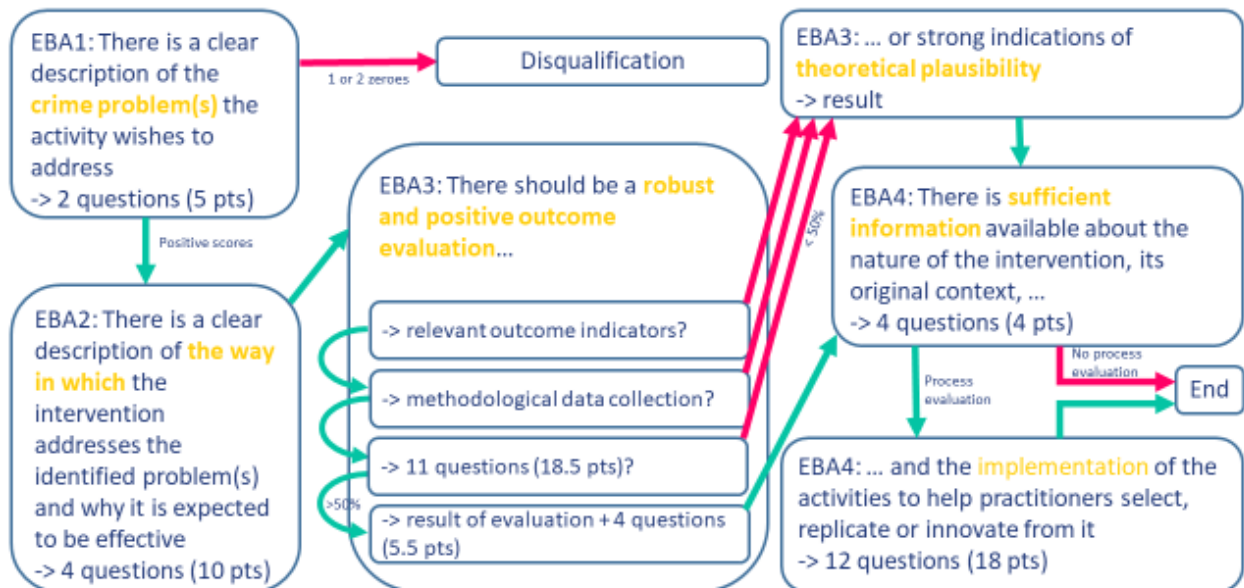 EBA1: There is a clear
description of the
crime problem(s) the
activity wishes to
address
-> 2 questions (5 pts)
1 or 2 zeroes
Disqualification
Positive scores
EBA2: There is a clear
description of the way
in which the
intervention
addresses the
identified problem(s)
and why it is expected
to be effective
-> 4 questions (10 pts)
EBA3: There should be a robust
and positive outcome
evaluation...
-> relevant outcome indicators?
-> methodological data collection?
-> 11 questions (18.5 pts)?
>50%
-> result of evaluation + 4 questions
(5.5 pts)
< 50%
EBA3: ... or strong indications of
theoretical plausibility
-> result
EBA4: There is sufficient
information available about the
nature of the intervention, its
original context, ...
-> 4 questions (4 pts)
Process
evaluation
No process
evaluation
End
EBA4: ... and the implementation of the
activities to help practitioners select,
replicate or innovate from it
-> 12 questions (18 pts)